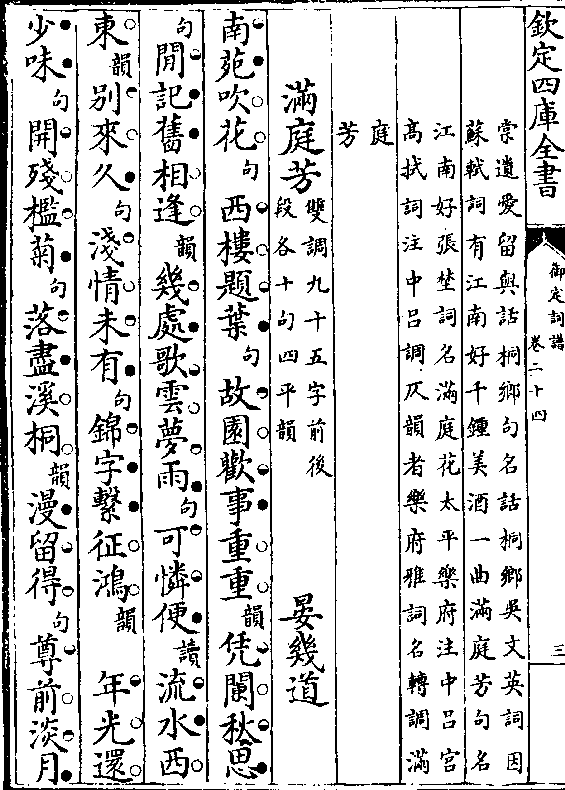 欽定四庫全書
御定詞譜
卷二十四
三
棠遺愛留與話桐鄉句名話桐鄉吳文英詞因
蘇軾詞有江南好千鍾美酒一曲滿庭芳句名
江南好張埜詞名滿庭花太平樂府注中呂宮
高拭詞注中呂調仄韻者樂府雅詞名轉調滿
庭
芳
滿庭芳 雙調九十五字前後
段各十句四平韻 晏幾道
南苑吹花句西樓題葉句故園歡事重重韻凭闌秋思
句閒記舊相逢韻幾處歌雲夢雨句可憐便讀流水西
東韻別來久句淺情未有句錦字繫征鴻韻 年光還
少味句開殘檻菊句落盡溪桐韻漫留得句尊前淡月